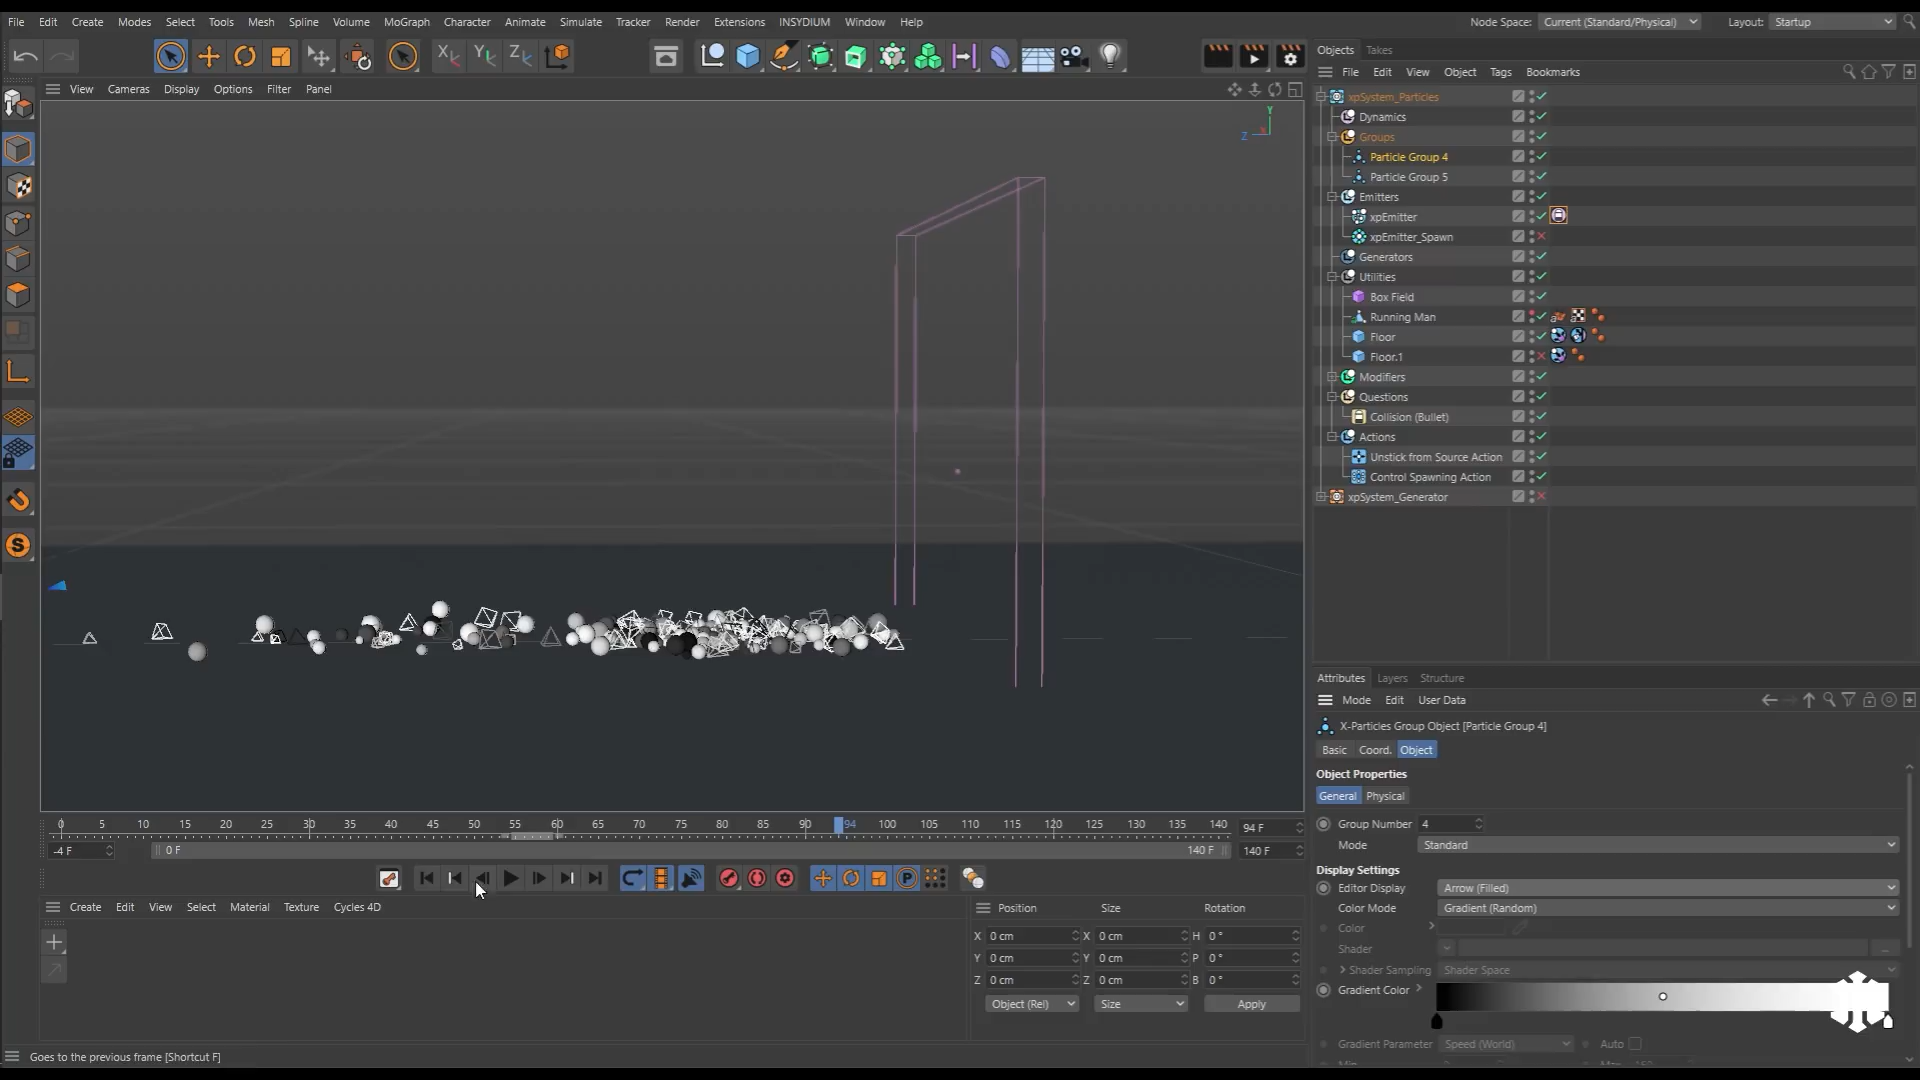 File Edit Create Modes Select Tools Mesh Spline Volume MoGraph Character Animate Simulate Tracker Render Extensions INSYDIUM Window Help Node Space: Current (Standard/Physical) Layout: Startup
Objects Takes
File Edit View Object Tags Bookmarks
View Cameras Display Options Filter Panel
xpSystem_Particles
Dynamics
Groups
Particle Group 4
Particle Group 5
Emitters
xpEmitter
xpEmitter_Spawn
Generators
Utilities
Box Field
Running Man
Floor
Floor.1
Modifiers
Questions
Collision (Bullet)
Actions
Unstick from Source Action
Control Spawning Action
xpSystem_Generator
Y
Z
Attributes Layers Structure
Mode Edit User Data
X-Particles Group Object [Particle Group 4]
Basic Coord. Object
Object Properties
General Physical
Group Number 4
Mode Standard
Display Settings
Editor Display Arrow (Filled)
Color Mode Gradient (Random)
Color
Shader
Shader Sampling Shader Space
Gradient Color
Gradient Parameter Speed (World) Auto
0 5 10 15 20 25 30 35 40 45 50 55 60 65 70 75 80 85 90 94 100 105 110 115 120 125 130 135 140 94 F
-4 F 0 F 140 F 140 F
Create Edit View Select Material Texture Cycles 4D
Position Size Rotation
X 0 cm X 0 cm H 0 °
Y 0 cm Y 0 cm P 0 °
Z 0 cm Z 0 cm B 0 °
Object (Rel) Size Apply
Goes to the previous frame [Shortcut F]